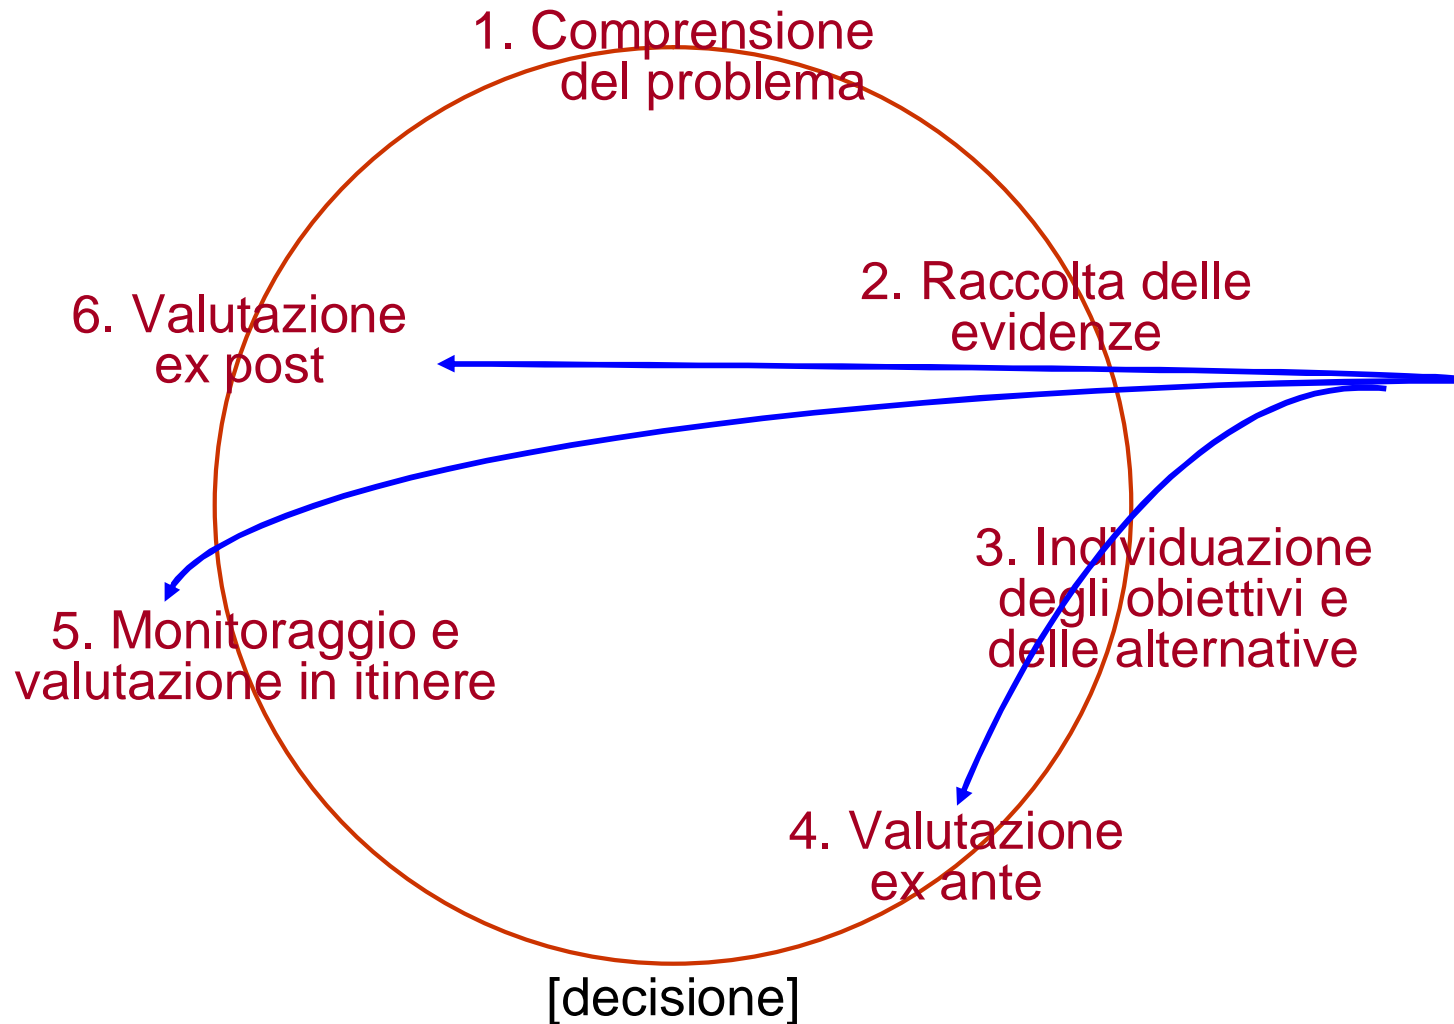 1. Comprensione
del problema
2. Raccolta delle
evidenze
3. Individuazione
degli obiettivi e
delle alternative
4. Valutazione
ex ante
[decisione]
5. Monitoraggio e
valutazione in itinere
6. Valutazione
ex post